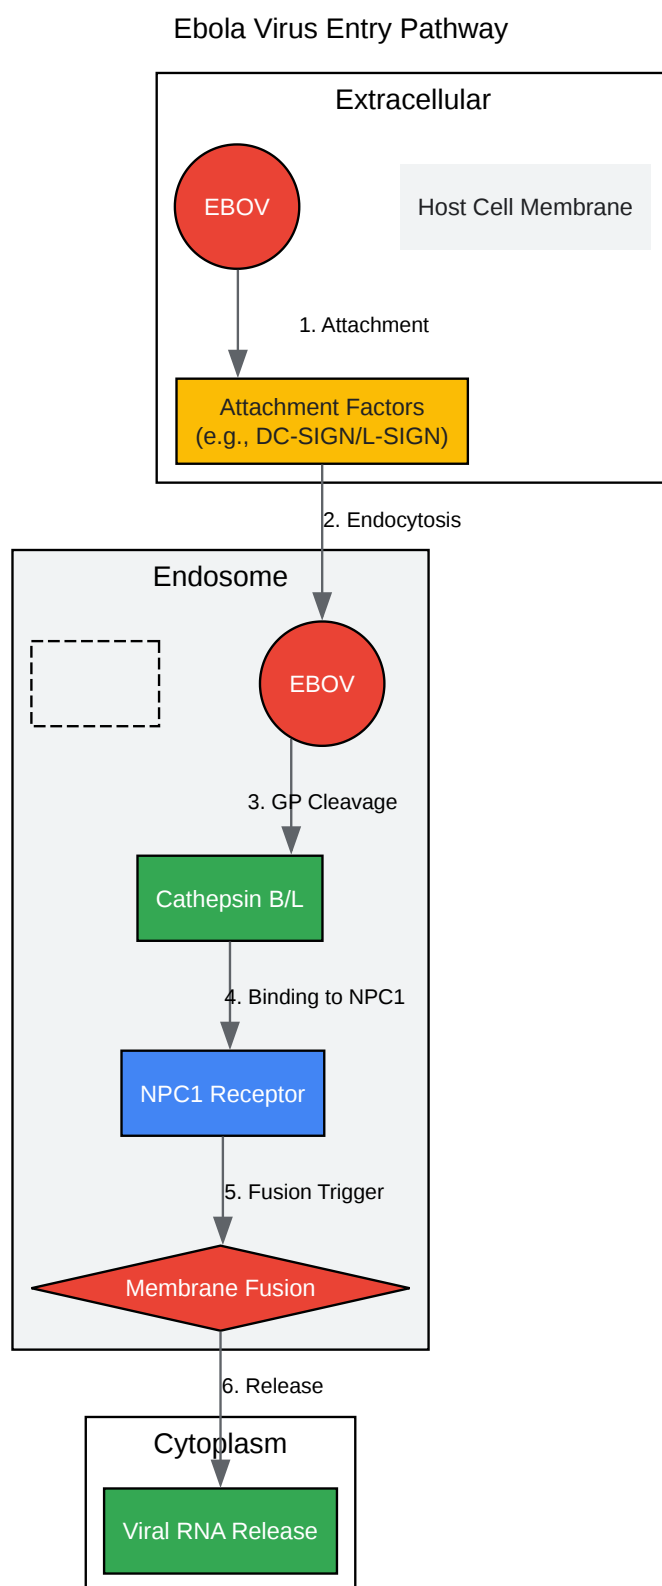 Ebola Virus Entry Pathway
Extracellular
EBOV
Host Cell Membrane
1. Attachment
Attachment Factors
(e.g., DC-SIGN/L-SIGN)
2. Endocytosis
Endosome
EBOV
3. GP Cleavage
Cathepsin B/L
4. Binding to NPC1
NPC1 Receptor
5. Fusion Trigger
Membrane Fusion
6. Release
Cytoplasm
Viral RNA Release